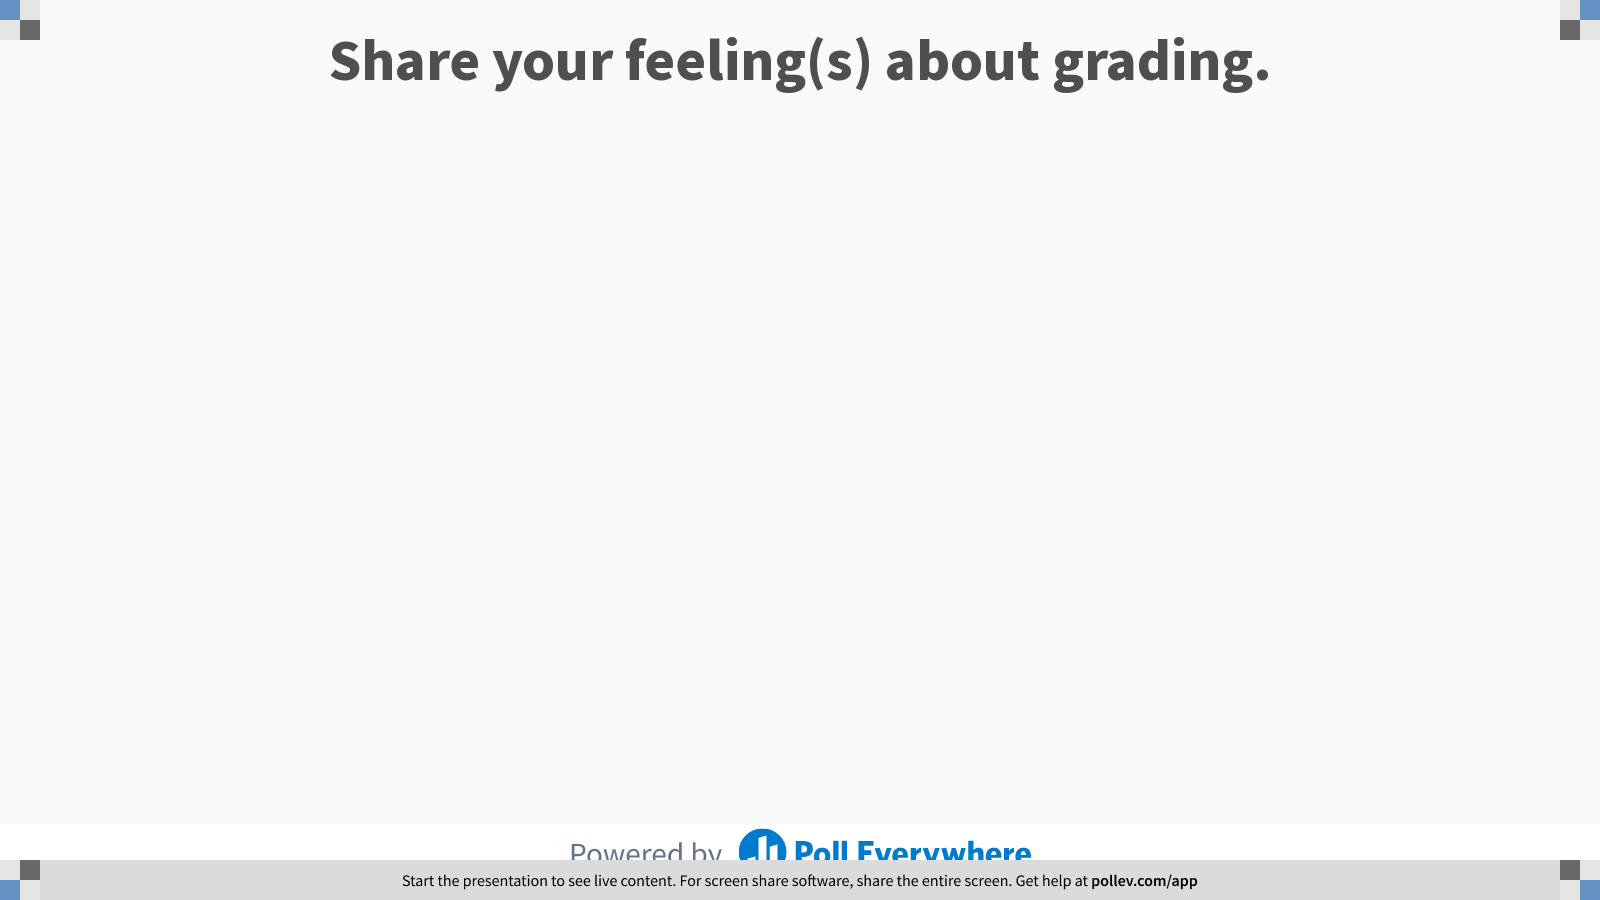 Share your feeling(s) about grading.
Powered by Poll Everywhere
Start the presentation to see live content. For screen share software, share the entire screen. Get help at pollev.com/app